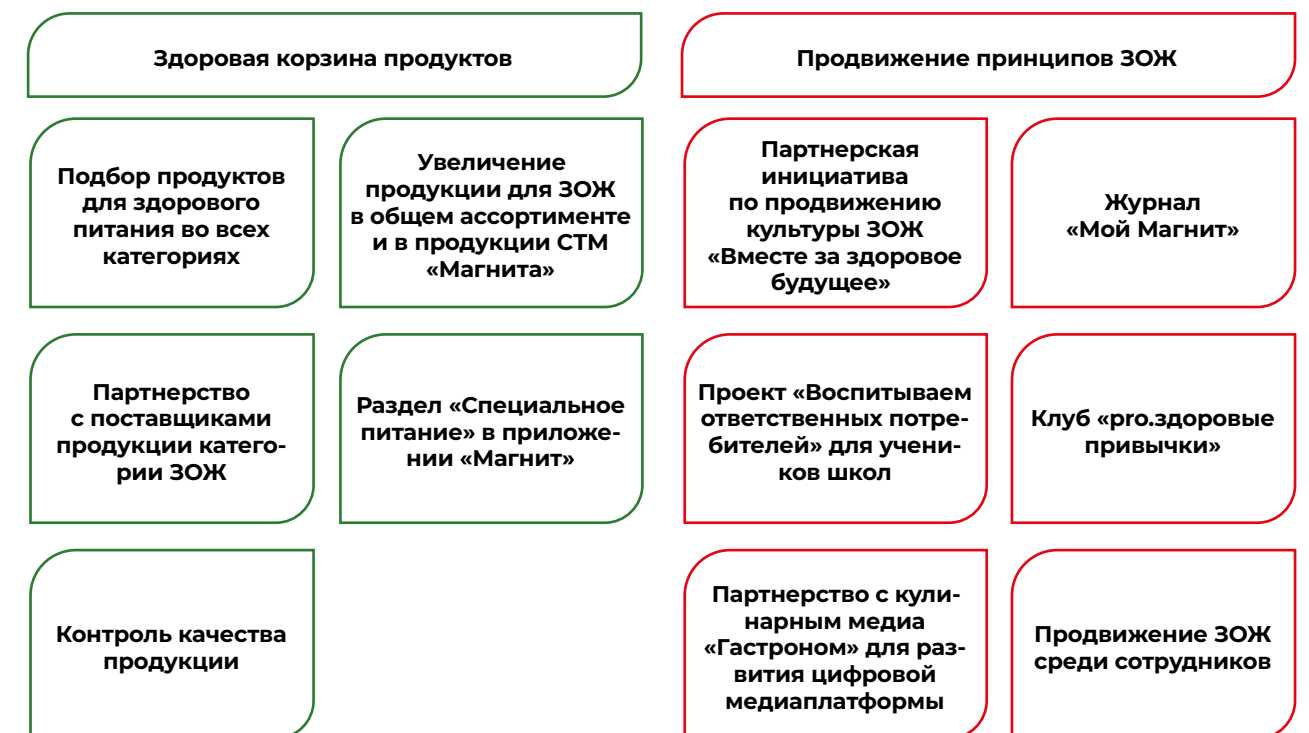 Здоровая корзина продуктов
Подбор продуктов
для здорового
питания во всех
категориях
Увеличение
продукции для ЗОЖ
в общем ассортименте
и в продукции СТМ
«Магнита»
Партнерство
с поставщиками
продукции катего-
рии ЗОЖ
Раздел «Специальное
питание» в приложе-
нии «Магнит»
Контроль качества
продукции
Продвижение принципов ЗОЖ
Партнерская
инициатива
по продвижению
культуры ЗОЖ
«Вместе за здоровое
будущее»
Журнал
«Мой Магнит»
Проект «Воспитываем
ответственных потре-
бителей» для учени-
ков школ
Клуб «pro.здоровые
привычки»
Партнерство с кули-
нарным медиа
«Гастроном» для раз-
вития цифровой
медиаплатформы
Продвижение ЗОЖ
среди сотрудников